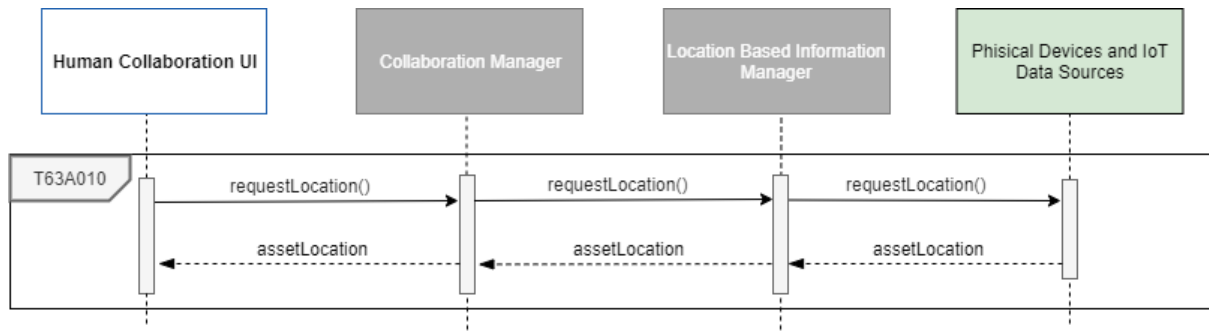 Human Collaboration UI
Collaboration Manager
Location Based Information
Manager
Phisical Devices and IoT
Data Sources
T63A010
requestLocation()
requestLocation()
requestLocation()
assetLocation
assetLocation
assetLocation